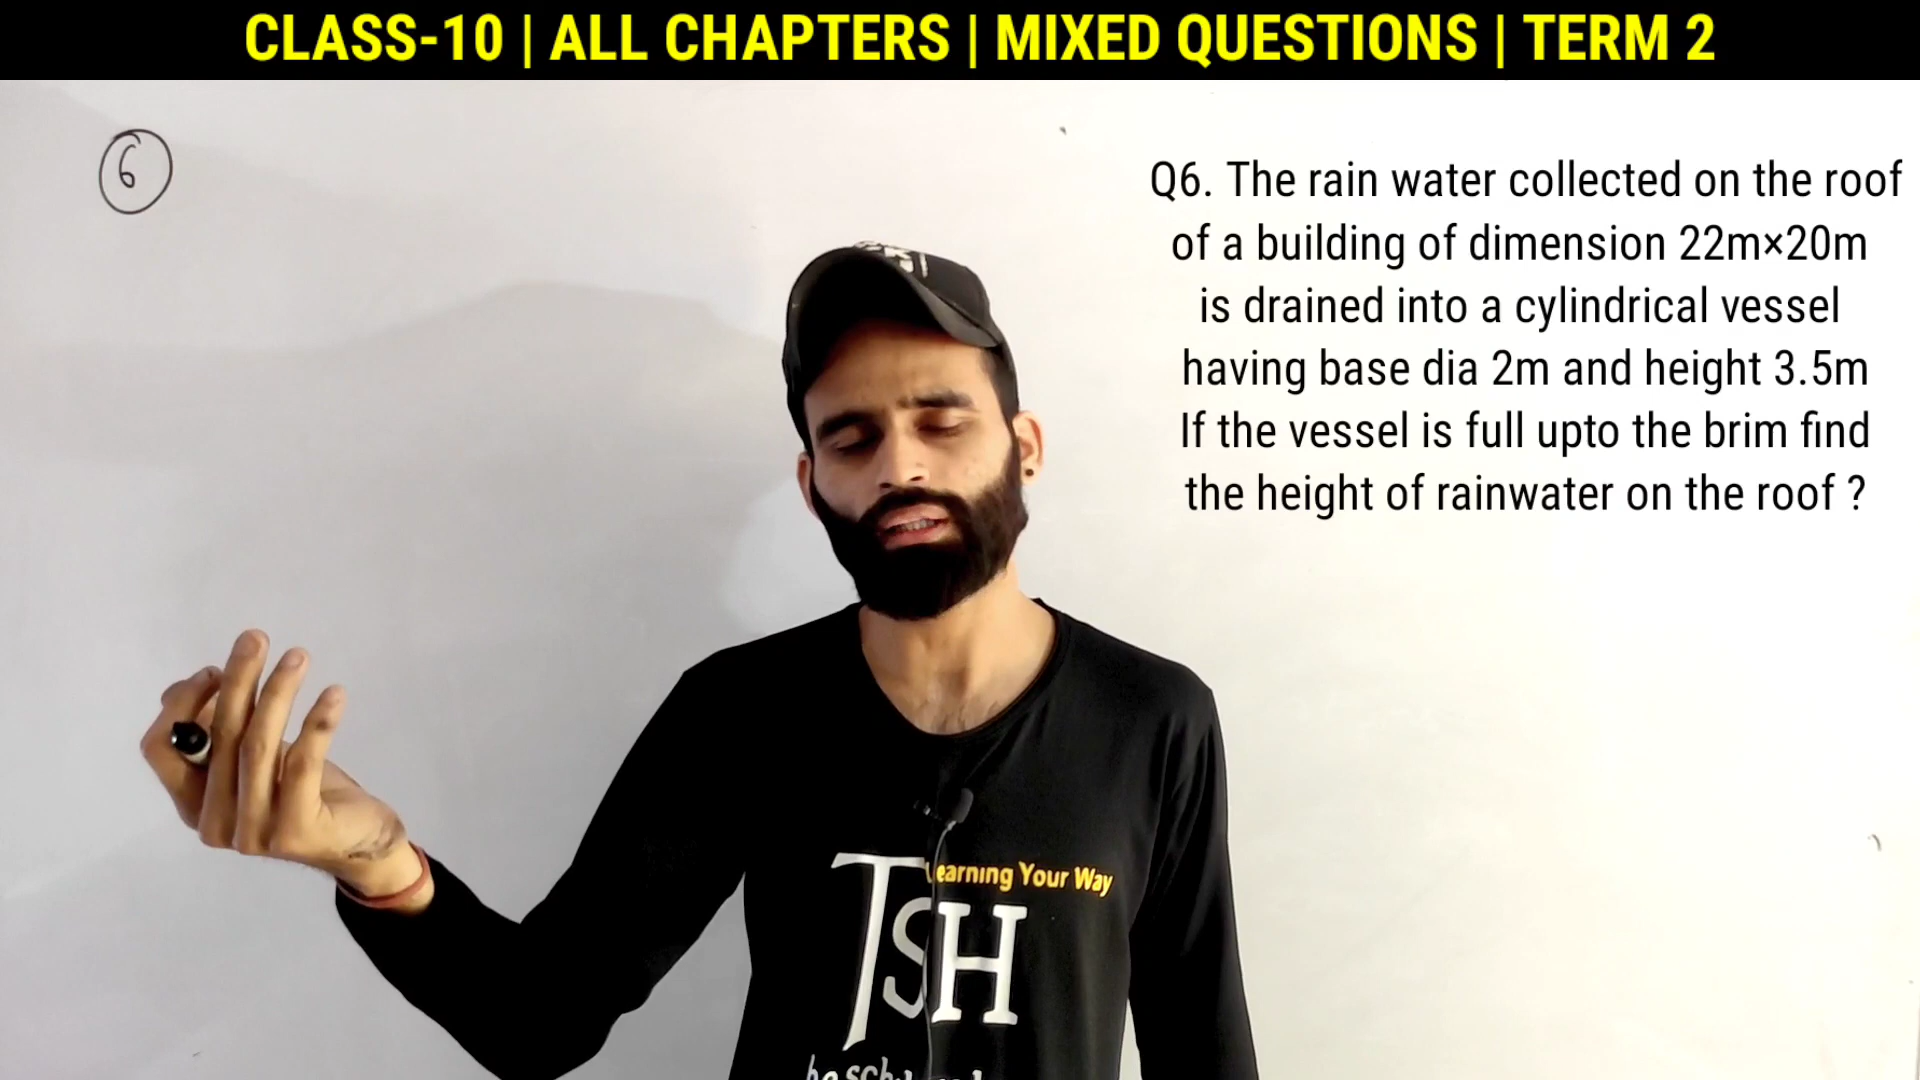 CLASS-10 | ALL CHAPTERS | MIXED QUESTIONS | TERM 2
6
Q6. The rain water collected on the roof
of a building of dimension 22m×20m
is drained into a cylindrical vessel
having base dia 2m and height 3.5m
If the vessel is full upto the brim find
the height of rainwater on the roof ?
Learning Your Way
TSH